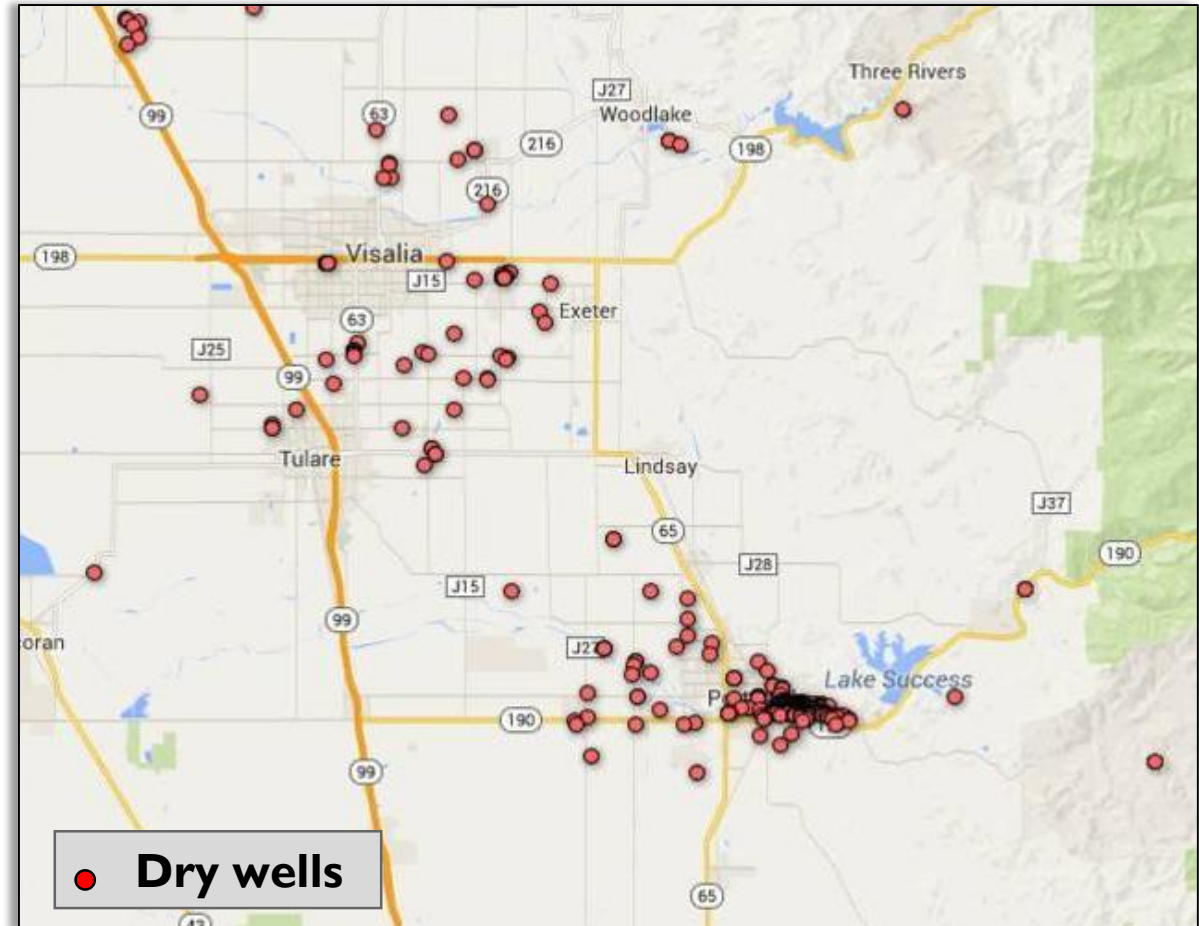 Three Rivers
J27
99
63
Woodlake
216
198
216
198
Visalia
J15
Exeter
63
J25
99
Tulare
Lindsay
J37
65
190
J28
J15
99
J27
Lake Success
190
99
Dry wells
65